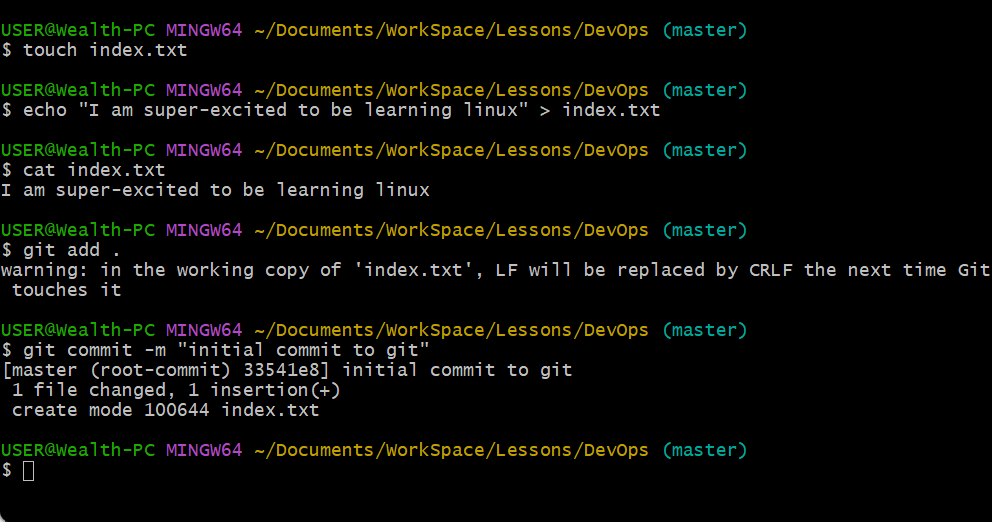 USER@Wealth-PC MINGW64 ~/Documents/WorkSpace/Lessons/DevOps (master)
$ touch index.txt
USER@Wealth-PC MINGW64 ~/Documents/WorkSpace/Lessons/DevOps (master)
$ echo "I am super-excited to be learning linux" > index.txt
USER@Wealth-PC MINGW64 ~/Documents/WorkSpace/Lessons/DevOps (master)
$ cat index.txt
I am super-excited to be learning linux
USER@Wealth-PC MINGW64 ~/Documents/WorkSpace/Lessons/DevOps (master)
$ git add .
warning: in the working copy of 'index.txt', LF will be replaced by CRLF the next time Git
 touches it
USER@Wealth-PC MINGW64 ~/Documents/WorkSpace/Lessons/DevOps (master)
$ git commit -m "initial commit to git"
[master (root-commit) 33541e8] initial commit to git
 1 file changed, 1 insertion(+)
 create mode 100644 index.txt
USER@Wealth-PC MINGW64 ~/Documents/WorkSpace/Lessons/DevOps (master)
$